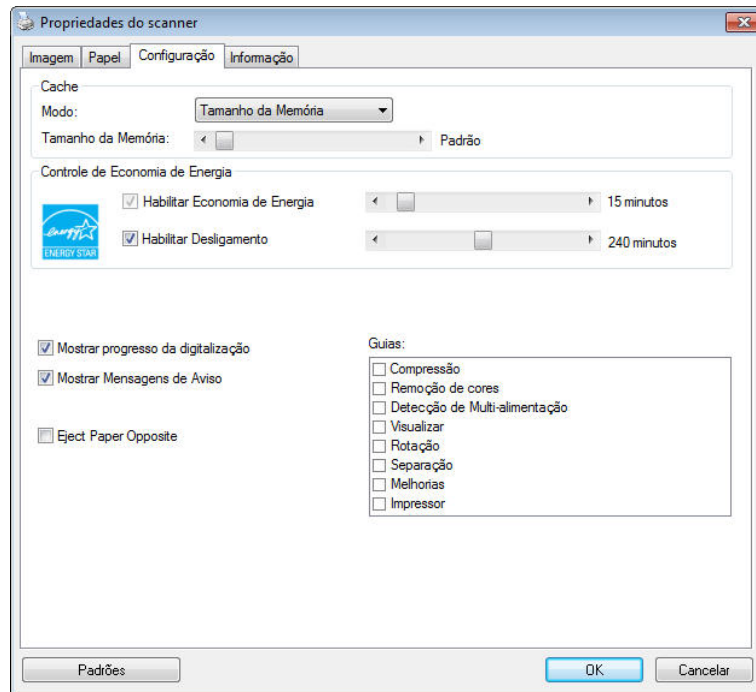 Propriedades do scanner
Imagem Papel Configuração Informação
Cache
Modo: Tamanho da Memória
Tamanho da Memória: Padrão
Controle de Economia de Energia
Habilitar Economia de Energia 15 minutos
energy
ENERGY STAR
Habilitar Desligamento 240 minutos
Mostrar progresso da digitalização
Mostrar Mensagens de Aviso
Eject Paper Opposite
Guias:
Compressão
Remoção de cores
Detecção de Multi-alimentação
Visualizar
Rotação
Separação
Melhorias
Impressor
Padrões OK Cancelar